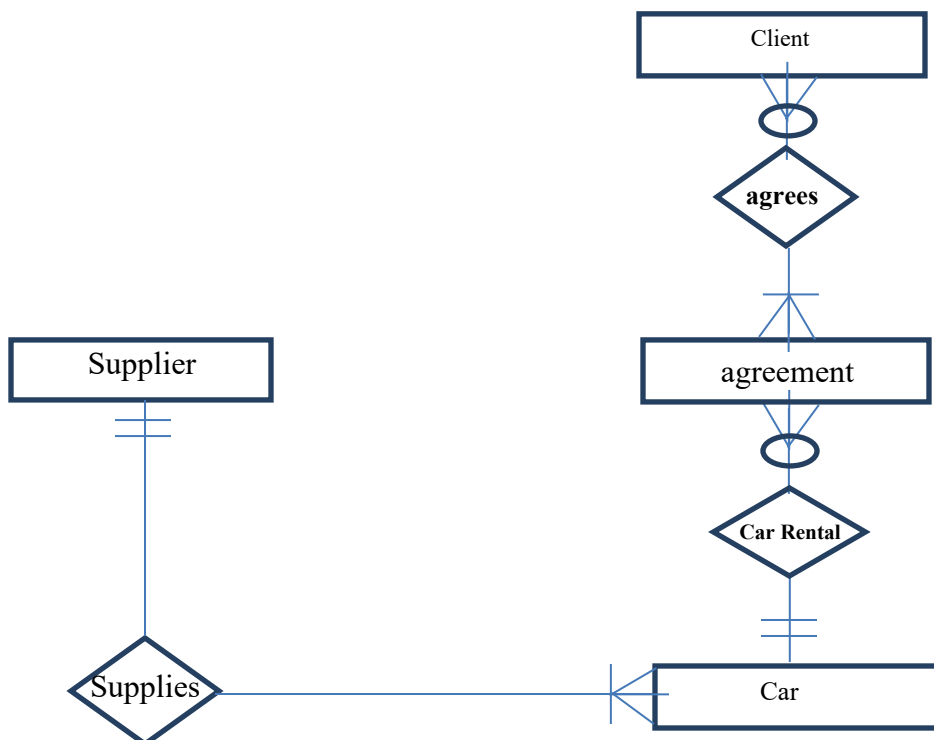 Client
agrees
Supplier
agreement
Car Rental
Supplies
Car